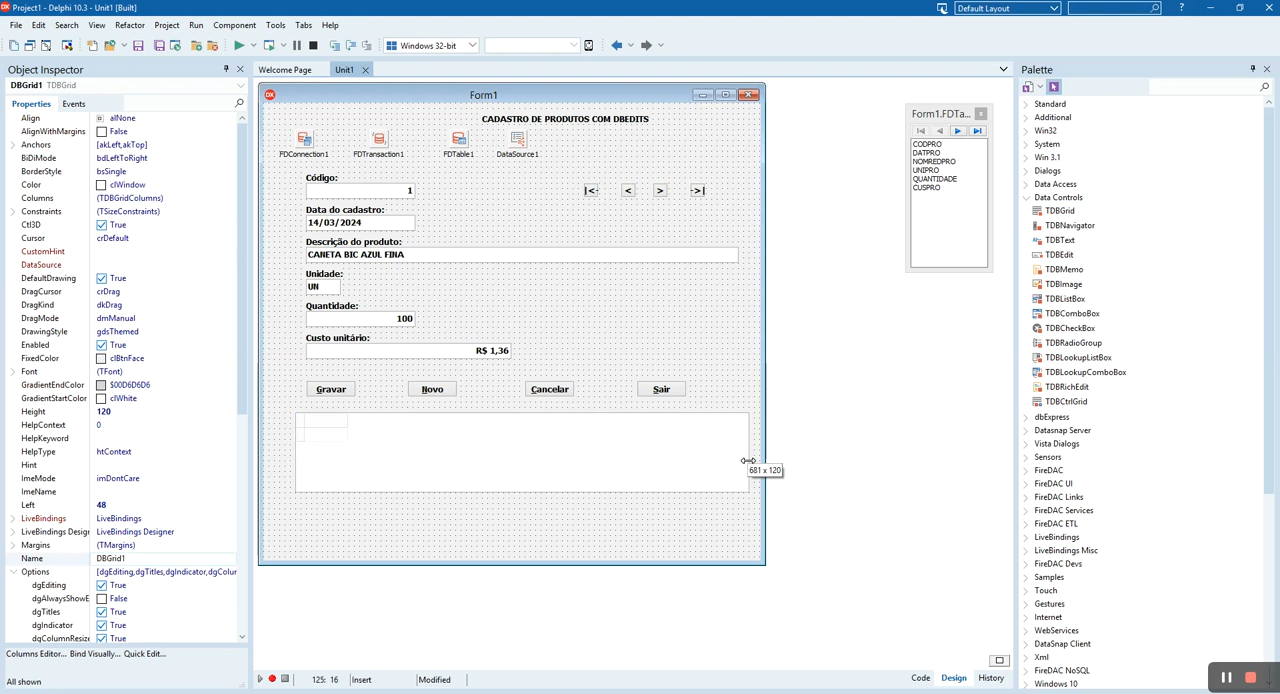 Project1 - Delphi 10.3 - Unit1 [Built]
Default Layout
File Edit Search View Refactor Project Run Component Tools Tabs Help
Windows 32-bit
Object Inspector
DBGrid1 TDBGrid
Properties Events
Align alNone
AlignWithMargins False
Anchors [akLeft,akTop]
BiDiMode bdLeftToRight
BorderStyle bsSingle
Color clWindow
Columns (TDBGridColumns)
Constraints (TSizeConstraints)
Ctl3D True
Cursor crDefault
CustomHint
DataSource
DefaultDrawing True
DragCursor crDrag
DragKind dkDrag
DragMode dmManual
DrawingStyle gdsThemed
Enabled True
FixedColor clBtnFace
Font (TFont)
GradientEndColor $00D6D6D6
GradientStartColor clWhite
Height 120
HelpContext 0
HelpKeyword
HelpType htContext
Hint
ImeMode imDontCare
ImeName
Left 48
LiveBindings LiveBindings
LiveBindings Desigr LiveBindings Designer
Margins (TMargins)
Name DBGrid1
Options [dgEditing,dgTitles,dgIndicator,dgColur
dgEditing True
dgAlwaysShowE False
dgTitles True
dgIndicator True
dgColumnResize True
Columns Editor... Bind Visually... Quick Edit...
All shown
Welcome Page Unit1
Form1
CADASTRO DE PRODUTOS COM DBEDITS
FDConnection1 FDTransaction1 FDTable1 DataSource1
Código:
1
|<- < > ->|
Data do cadastro:
14/03/2024
Descrição do produto:
CANETA BIC AZUL FINA
Unidade:
UN
Quantidade:
100
Custo unitário:
R$ 1,36
Gravar Novo Cancelar Sair
681 x 120
Form1.FDTa...
CODPRO
DATPRO
NOMREDPRO
UNIPRO
QUANTIDADE
CUSPRO
125: 16 Insert Modified
Code Design History
Palette
Standard
Additional
Win32
System
Win 3.1
Dialogs
Data Access
Data Controls
TDBGrid
TDBNavigator
TDBText
TDBEdit
TDBMemo
TDBImage
TDBListBox
TDBComboBox
TDBCheckBox
TDBRadioGroup
TDBLookupListBox
TDBLookupComboBox
TDBRichEdit
TDBCtrlGrid
dbExpress
Datasnap Server
Vista Dialogs
Sensors
FireDAC
FireDAC UI
FireDAC Links
FireDAC Services
FireDAC ETL
LiveBindings
LiveBindings Misc
FireDAC Devs
Samples
Touch
Gestures
Internet
WebServices
DataSnap Client
Xml
FireDAC NoSQL
Windows 10